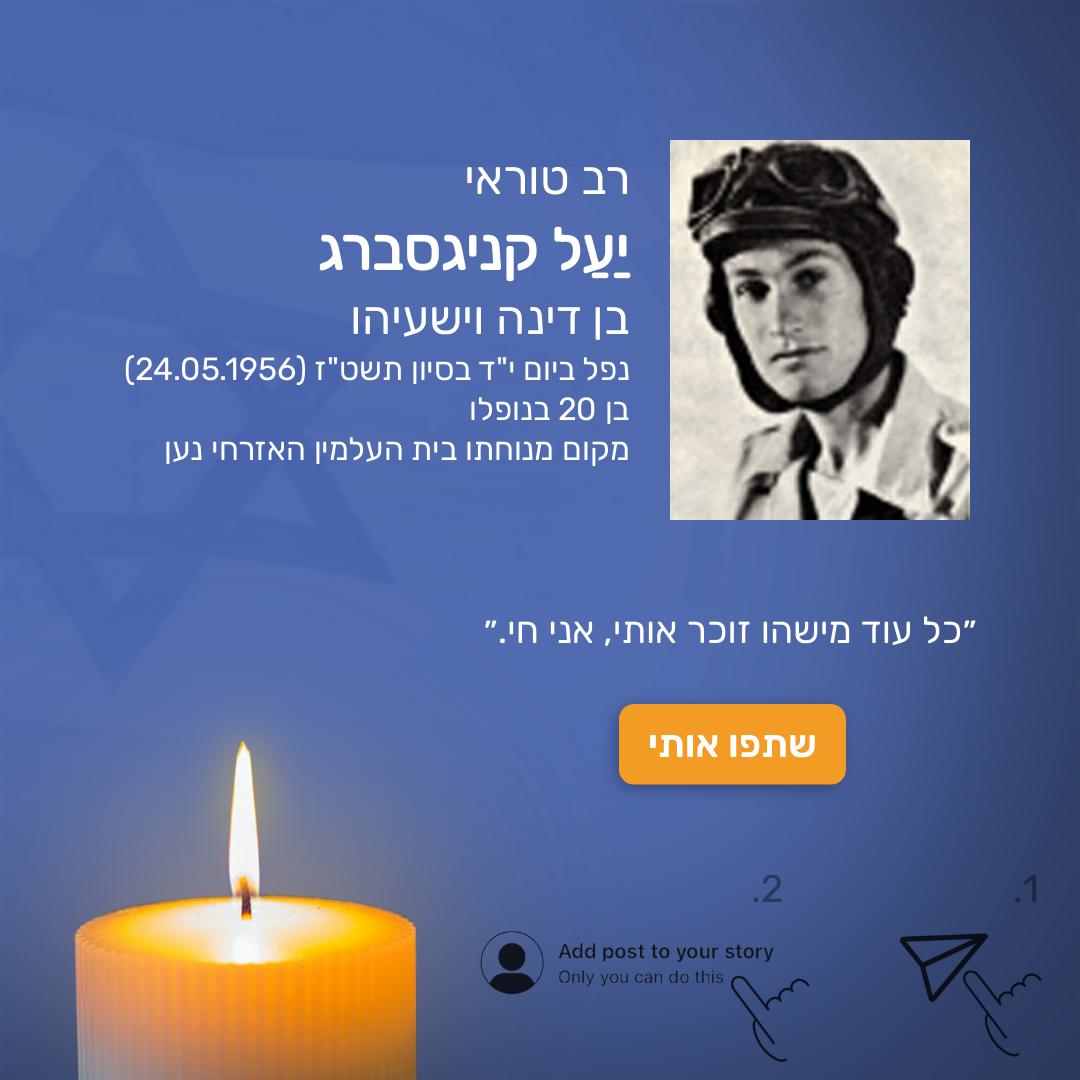 רב טוראי
יַעַל קניגסברג
בן דינה וישעיהו
נפל ביום י"ד בסיון תשט"ז (24.05.1956)
בן 20 בנופלו
מקום מנוחתו בית העלמין האזרחי נען
״כל עוד מישהו זוכר אותי, אני חי.״
שתפו אותי
1.
2.
Add post to your story
Only you can do this